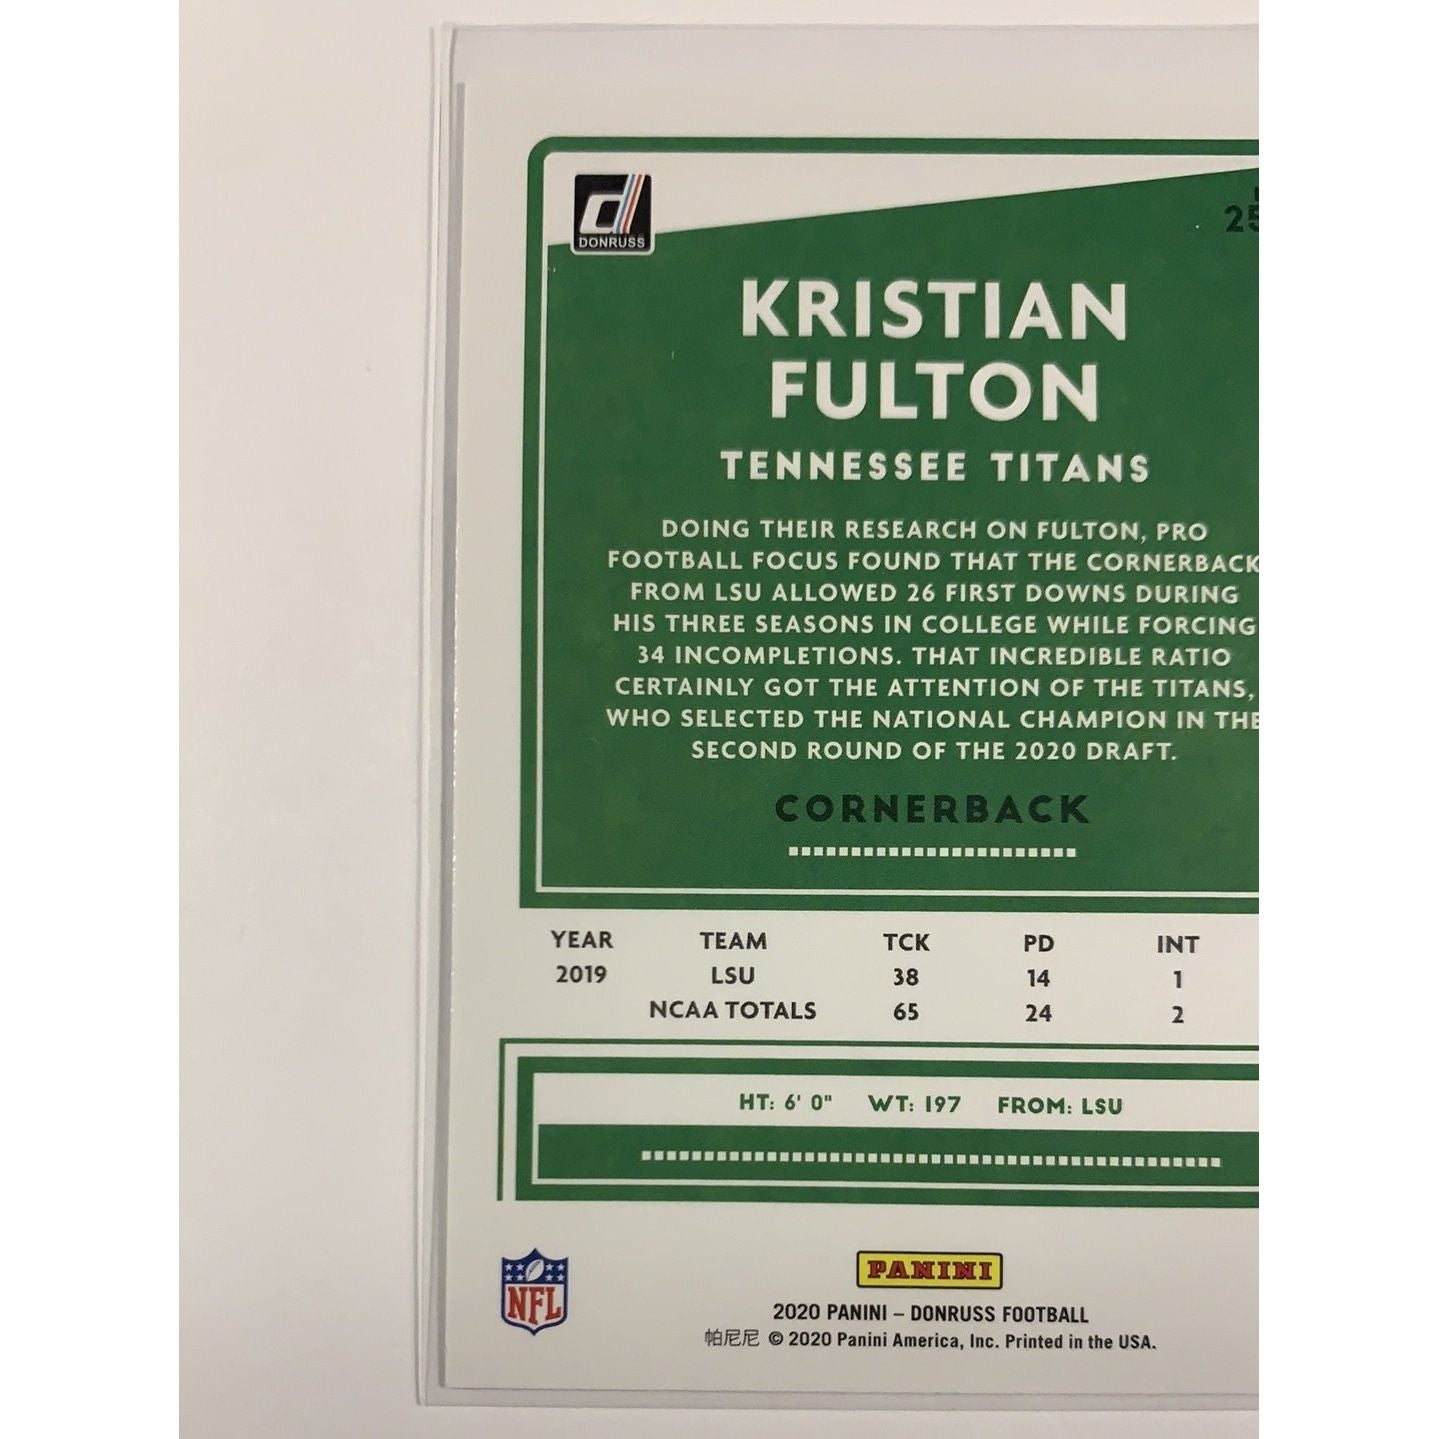 DONRUSS
25
KRISTIAN
FULTON
TENNESSEE TITANS
DOING THEIR RESEARCH ON FULTON, PRO
FOOTBALL FOCUS FOUND THAT THE CORNERBACK
FROM LSU ALLOWED 26 FIRST DOWNS DURING
HIS THREE SEASONS IN COLLEGE WHILE FORCING
34 INCOMPLETIONS. THAT INCREDIBLE RATIO
CERTAINLY GOT THE ATTENTION OF THE TITANS,
WHO SELECTED THE NATIONAL CHAMPION IN THE
SECOND ROUND OF THE 2020 DRAFT.
CORNERBACK
YEAR TEAM TCK PD INT
2019 LSU 38 14 1
NCAA TOTALS 65 24 2
HT: 6' 0" WT: 197 FROM: LSU
NFL
PANINI
2020 PANINI – DONRUSS FOOTBALL
帕尼尼 © 2020 Panini America, Inc. Printed in the USA.